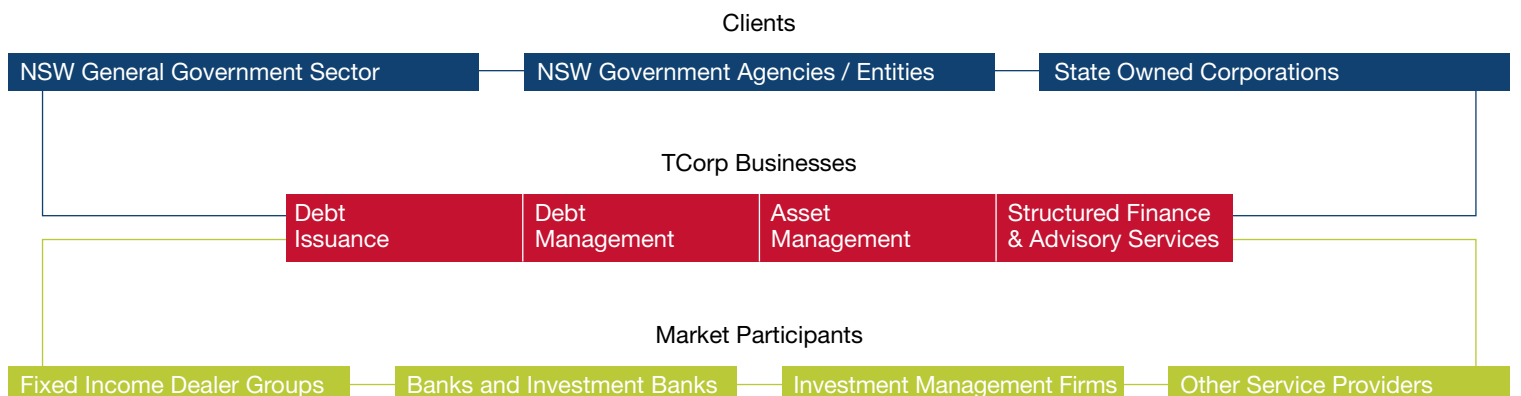 Clients
NSW General Government Sector
NSW Government Agencies / Entities
State Owned Corporations
TCorp Businesses
Debt
Issuance
Debt
Management
Asset
Management
Structured Finance
& Advisory Services
Market Participants
Fixed Income Dealer Groups
Banks and Investment Banks
Investment Management Firms
Other Service Providers